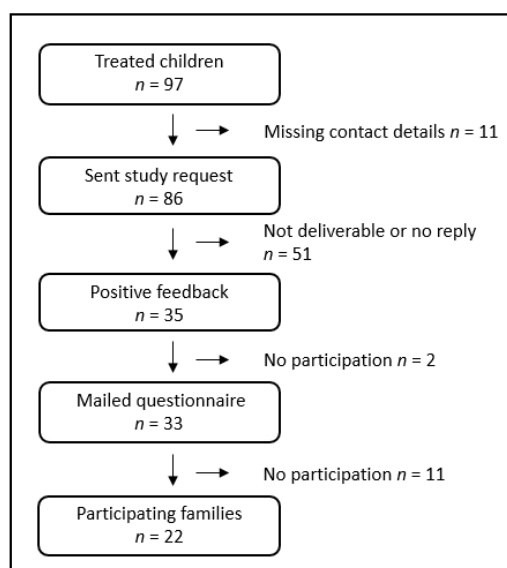 Treated children
n = 97
Missing contact details n = 11
Sent study request
n = 86
Not deliverable or no reply
n = 51
Positive feedback
n = 35
No participation n = 2
Mailed questionnaire
n = 33
No participation n = 11
Participating families
n = 22